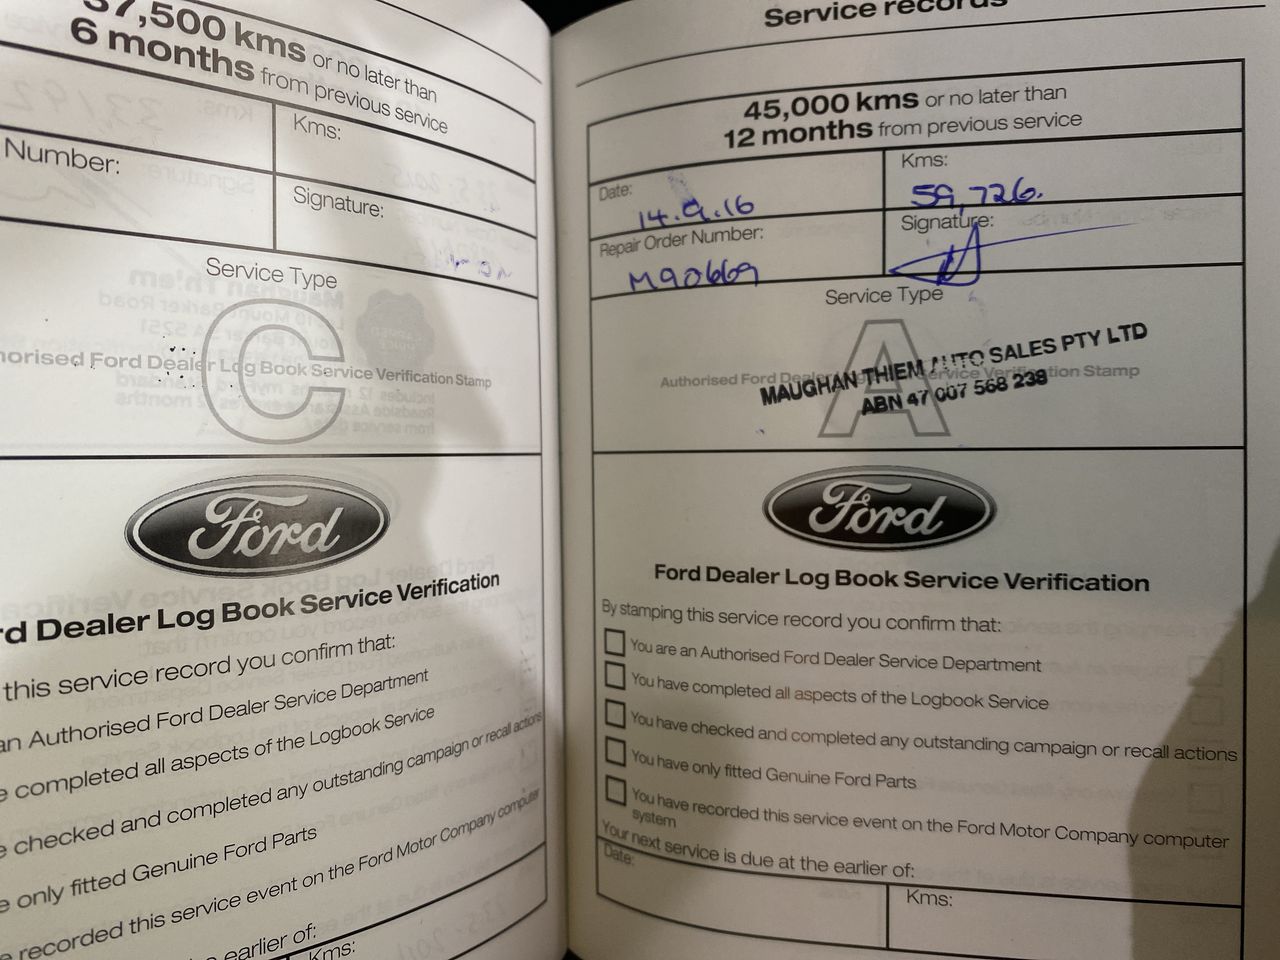 37,500 kms or no later than
6 months from previous service
Number:
Kms:
Signature:
Service Type
C
horised Ford Dealer Log Book Service Verification Stamp
Ford
rd Dealer Log Book Service Verification
this service record you confirm that:
an Authorised Ford Dealer Service Department
e completed all aspects of the Logbook Service
e checked and completed any outstanding campaign or recall actions
e only fitted Genuine Ford Parts
e recorded this service event on the Ford Motor Company computer
earlier of:
Kms:
Service records
45,000 kms or no later than
12 months from previous service
Date:
14.9.16
Kms:
59,726.
Repair Order Number:
M90669
Signature:
Service Type
A
Authorised Ford Dealer Service Verification Stamp
MAUGHAN THIEM AUTO SALES PTY LTD
ABN 47 007 568 238
Ford
Ford Dealer Log Book Service Verification
By stamping this service record you confirm that:
You are an Authorised Ford Dealer Service Department
You have completed all aspects of the Logbook Service
You have checked and completed any outstanding campaign or recall actions
You have only fitted Genuine Ford Parts
You have recorded this service event on the Ford Motor Company computer
system
Your next service is due at the earlier of:
Date:
Kms: